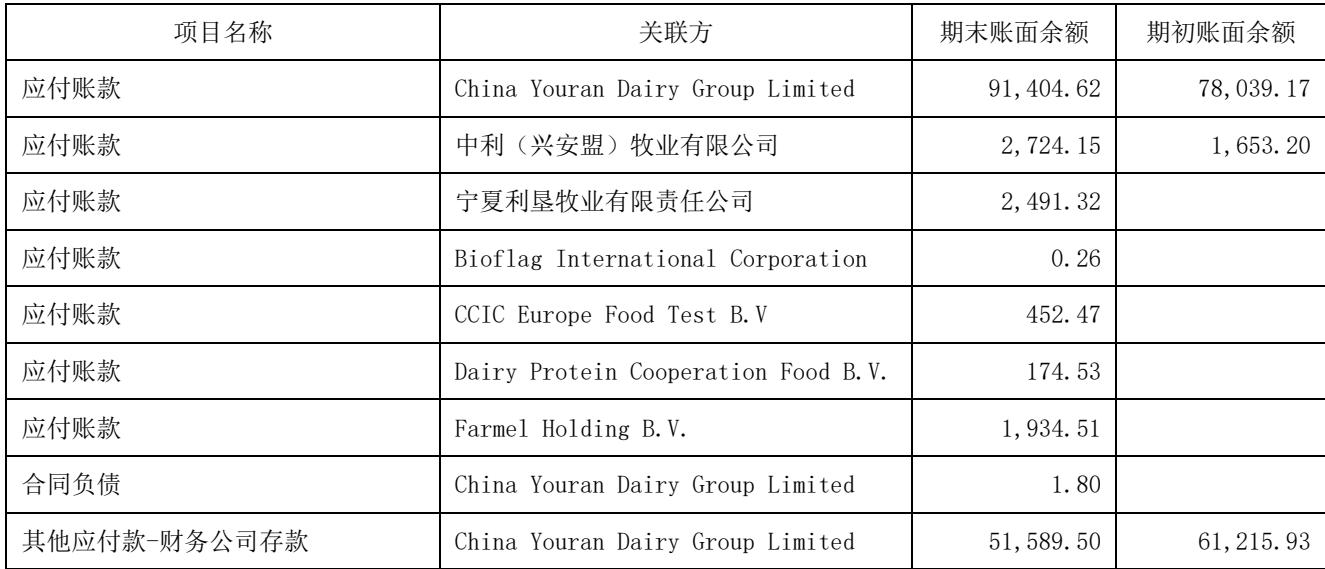 项目名称 关联方 期末账面余额 期初账面余额
应付账款 China Youran Dairy Group Limited 91,404.62 78,039.17
应付账款 中利（兴安盟）牧业有限公司 2,724.15 1,653.20
应付账款 宁夏利垦牧业有限责任公司 2,491.32
应付账款 Bioflag International Corporation 0.26
应付账款 CCIC Europe Food Test B.V 452.47
应付账款 Dairy Protein Cooperation Food B.V. 174.53
应付账款 Farmel Holding B.V. 1,934.51
合同负债 China Youran Dairy Group Limited 1.80
其他应付款-财务公司存款 China Youran Dairy Group Limited 51,589.50 61,215.93